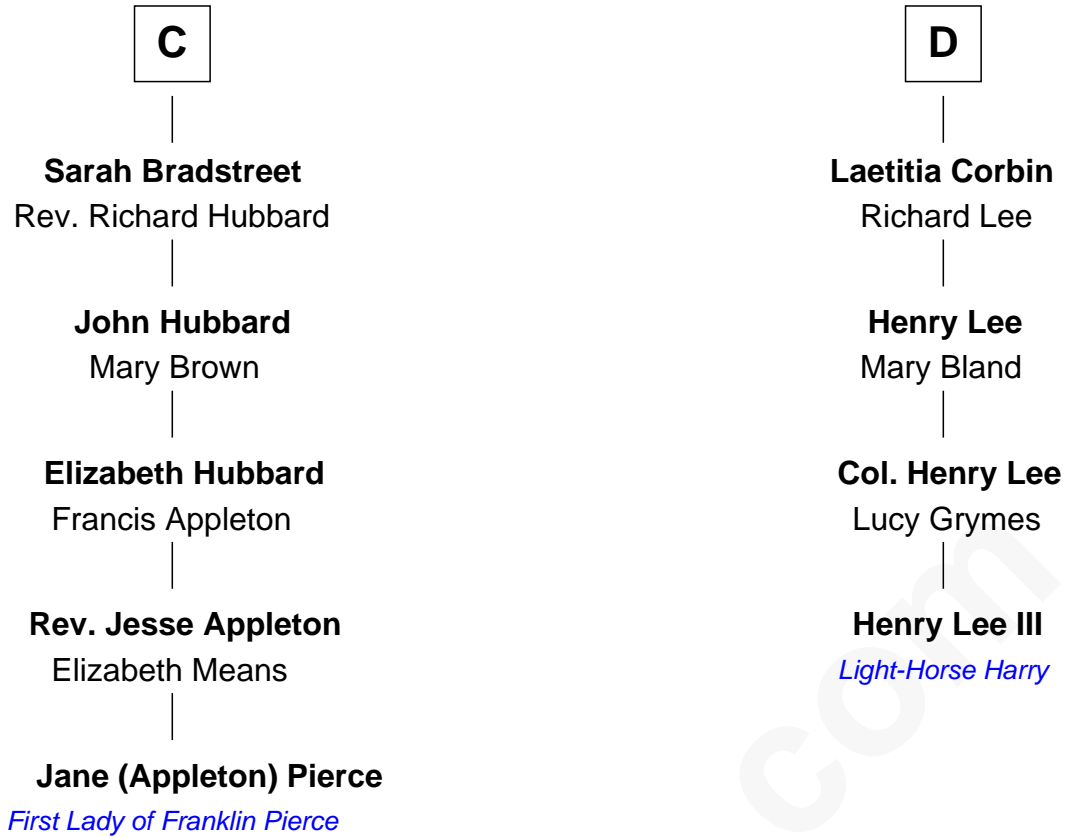 C
Sarah Bradstreet
Rev. Richard Hubbard
John Hubbard
Mary Brown
Elizabeth Hubbard
Francis Appleton
Rev. Jesse Appleton
Elizabeth Means
Jane (Appleton) Pierce
First Lady of Franklin Pierce
D
Laetitia Corbin
Richard Lee
Henry Lee
Mary Bland
Col. Henry Lee
Lucy Grymes
Henry Lee III
Light-Horse Harry
com